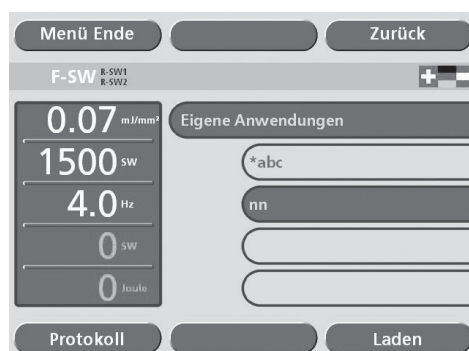 Menü Ende
Zurück
F-SW R-SW1
R-SW2
0.07 mJ/mm²
1500 SW
4.0 Hz
0 SW
0 Joule
Eigene Anwendungen
*abc
nn
Protokoll
Laden